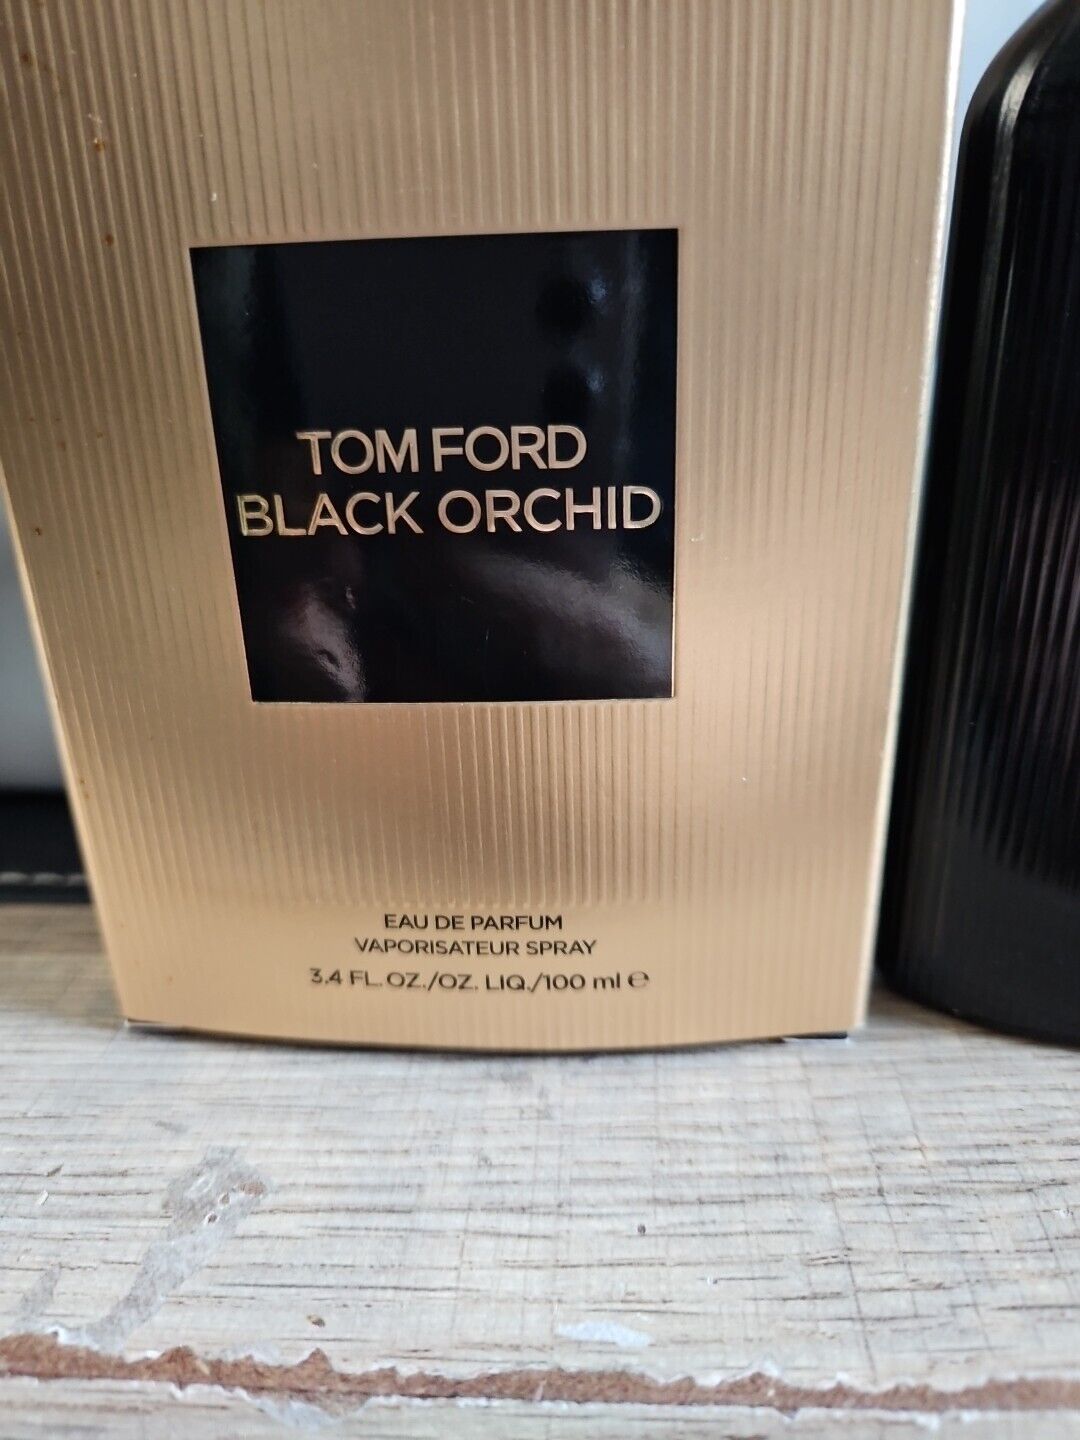 TOM FORD
BLACK ORCHID
EAU DE PARFUM
VAPORISATEUR SPRAY
3.4 FL. OZ./OZ. LIQ./100 ml ℮